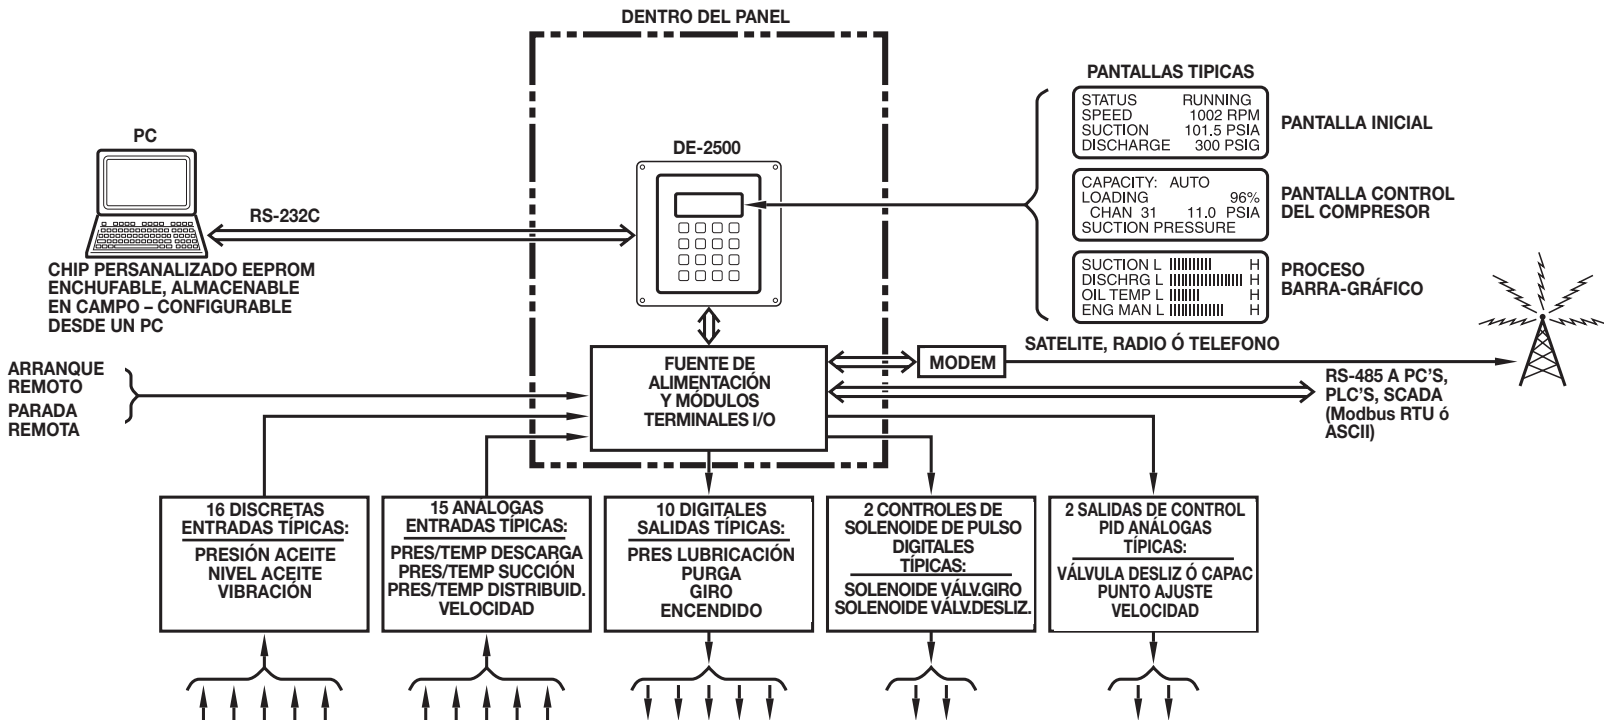 DENTRO DEL PANEL
PC
RS-232C
CHIP PERSANALIZADO EEPROM
ENCHUFABLE, ALMACENABLE
EN CAMPO – CONFIGURABLE
DESDE UN PC
DE-2500
PANTALLAS TIPICAS
STATUS RUNNING
SPEED 1002 RPM
SUCTION 101.5 PSIA
DISCHARGE 300 PSIG
PANTALLA INICIAL
CAPACITY: AUTO
LOADING 96%
CHAN 31 11.0 PSIA
SUCTION PRESSURE
PANTALLA CONTROL
DEL COMPRESOR
SUCTION L H
DISCHRG L H
OIL TEMP L H
ENG MAN L H
PROCESO
BARRA-GRÁFICO
ARRANQUE
REMOTO
PARADA
REMOTA
FUENTE DE
ALIMENTACIÓN
Y MÓDULOS
TERMINALES I/O
MODEM
SATELITE, RADIO Ó TELEFONO
RS-485 A PC'S,
PLC'S, SCADA
(Modbus RTU ó
ASCII)
16 DISCRETAS
ENTRADAS TÍPICAS:
PRESIÓN ACEITE
NIVEL ACEITE
VIBRACIÓN
15 ANÁLOGAS
ENTRADAS TÍPICAS:
PRES/TEMP DESCARGA
PRES/TEMP SUCCIÓN
PRES/TEMP DISTRIBUID.
VELOCIDAD
10 DIGITALES
SALIDAS TÍPICAS:
PRES LUBRICACIÓN
PURGA
GIRO
ENCENDIDO
2 CONTROLES DE
SOLENOIDE DE PULSO
DIGITALES
TÍPICAS:
SOLENOIDE VÁLV.GIRO
SOLENOIDE VÁLV.DESLIZ.
2 SALIDAS DE CONTROL
PID ANÁLOGAS
TÍPICAS:
VÁLVULA DESLIZ Ó CAPAC
PUNTO AJUSTE
VELOCIDAD